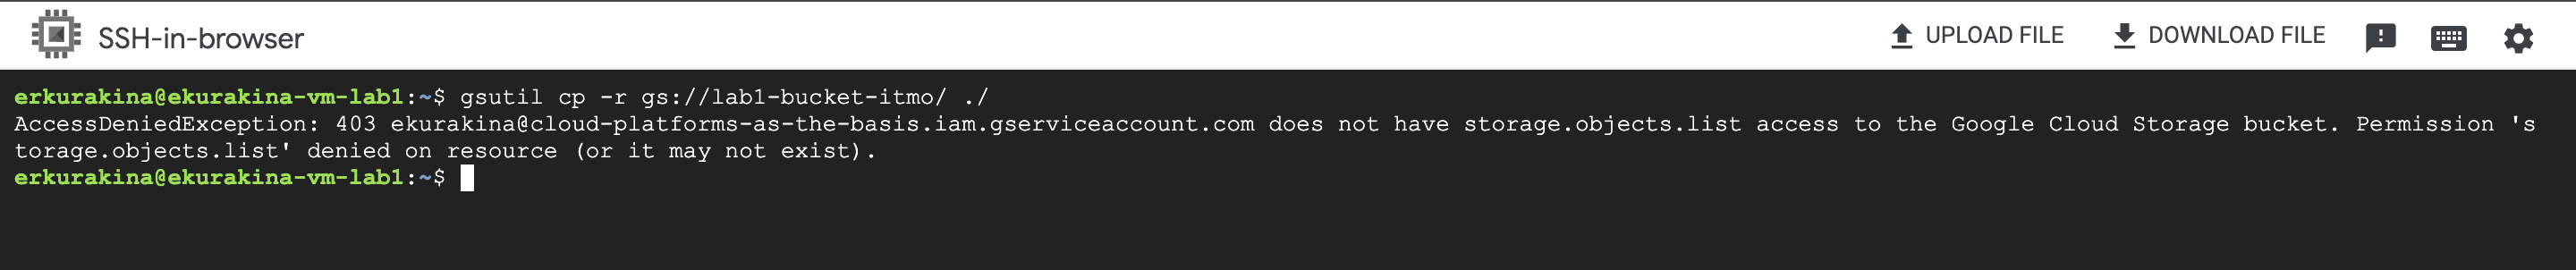 SSH-in-browser
UPLOAD FILE
DOWNLOAD FILE
erkurakina@ekurakina-vm-lab1:~$ gsutil cp -r gs://lab1-bucket-itmo/ ./
AccessDeniedException: 403 ekurakina@cloud-platforms-as-the-basis.iam.gserviceaccount.com does not have storage.objects.list access to the Google Cloud Storage bucket. Permission 's
torage.objects.list' denied on resource (or it may not exist).
erkurakina@ekurakina-vm-lab1:~$